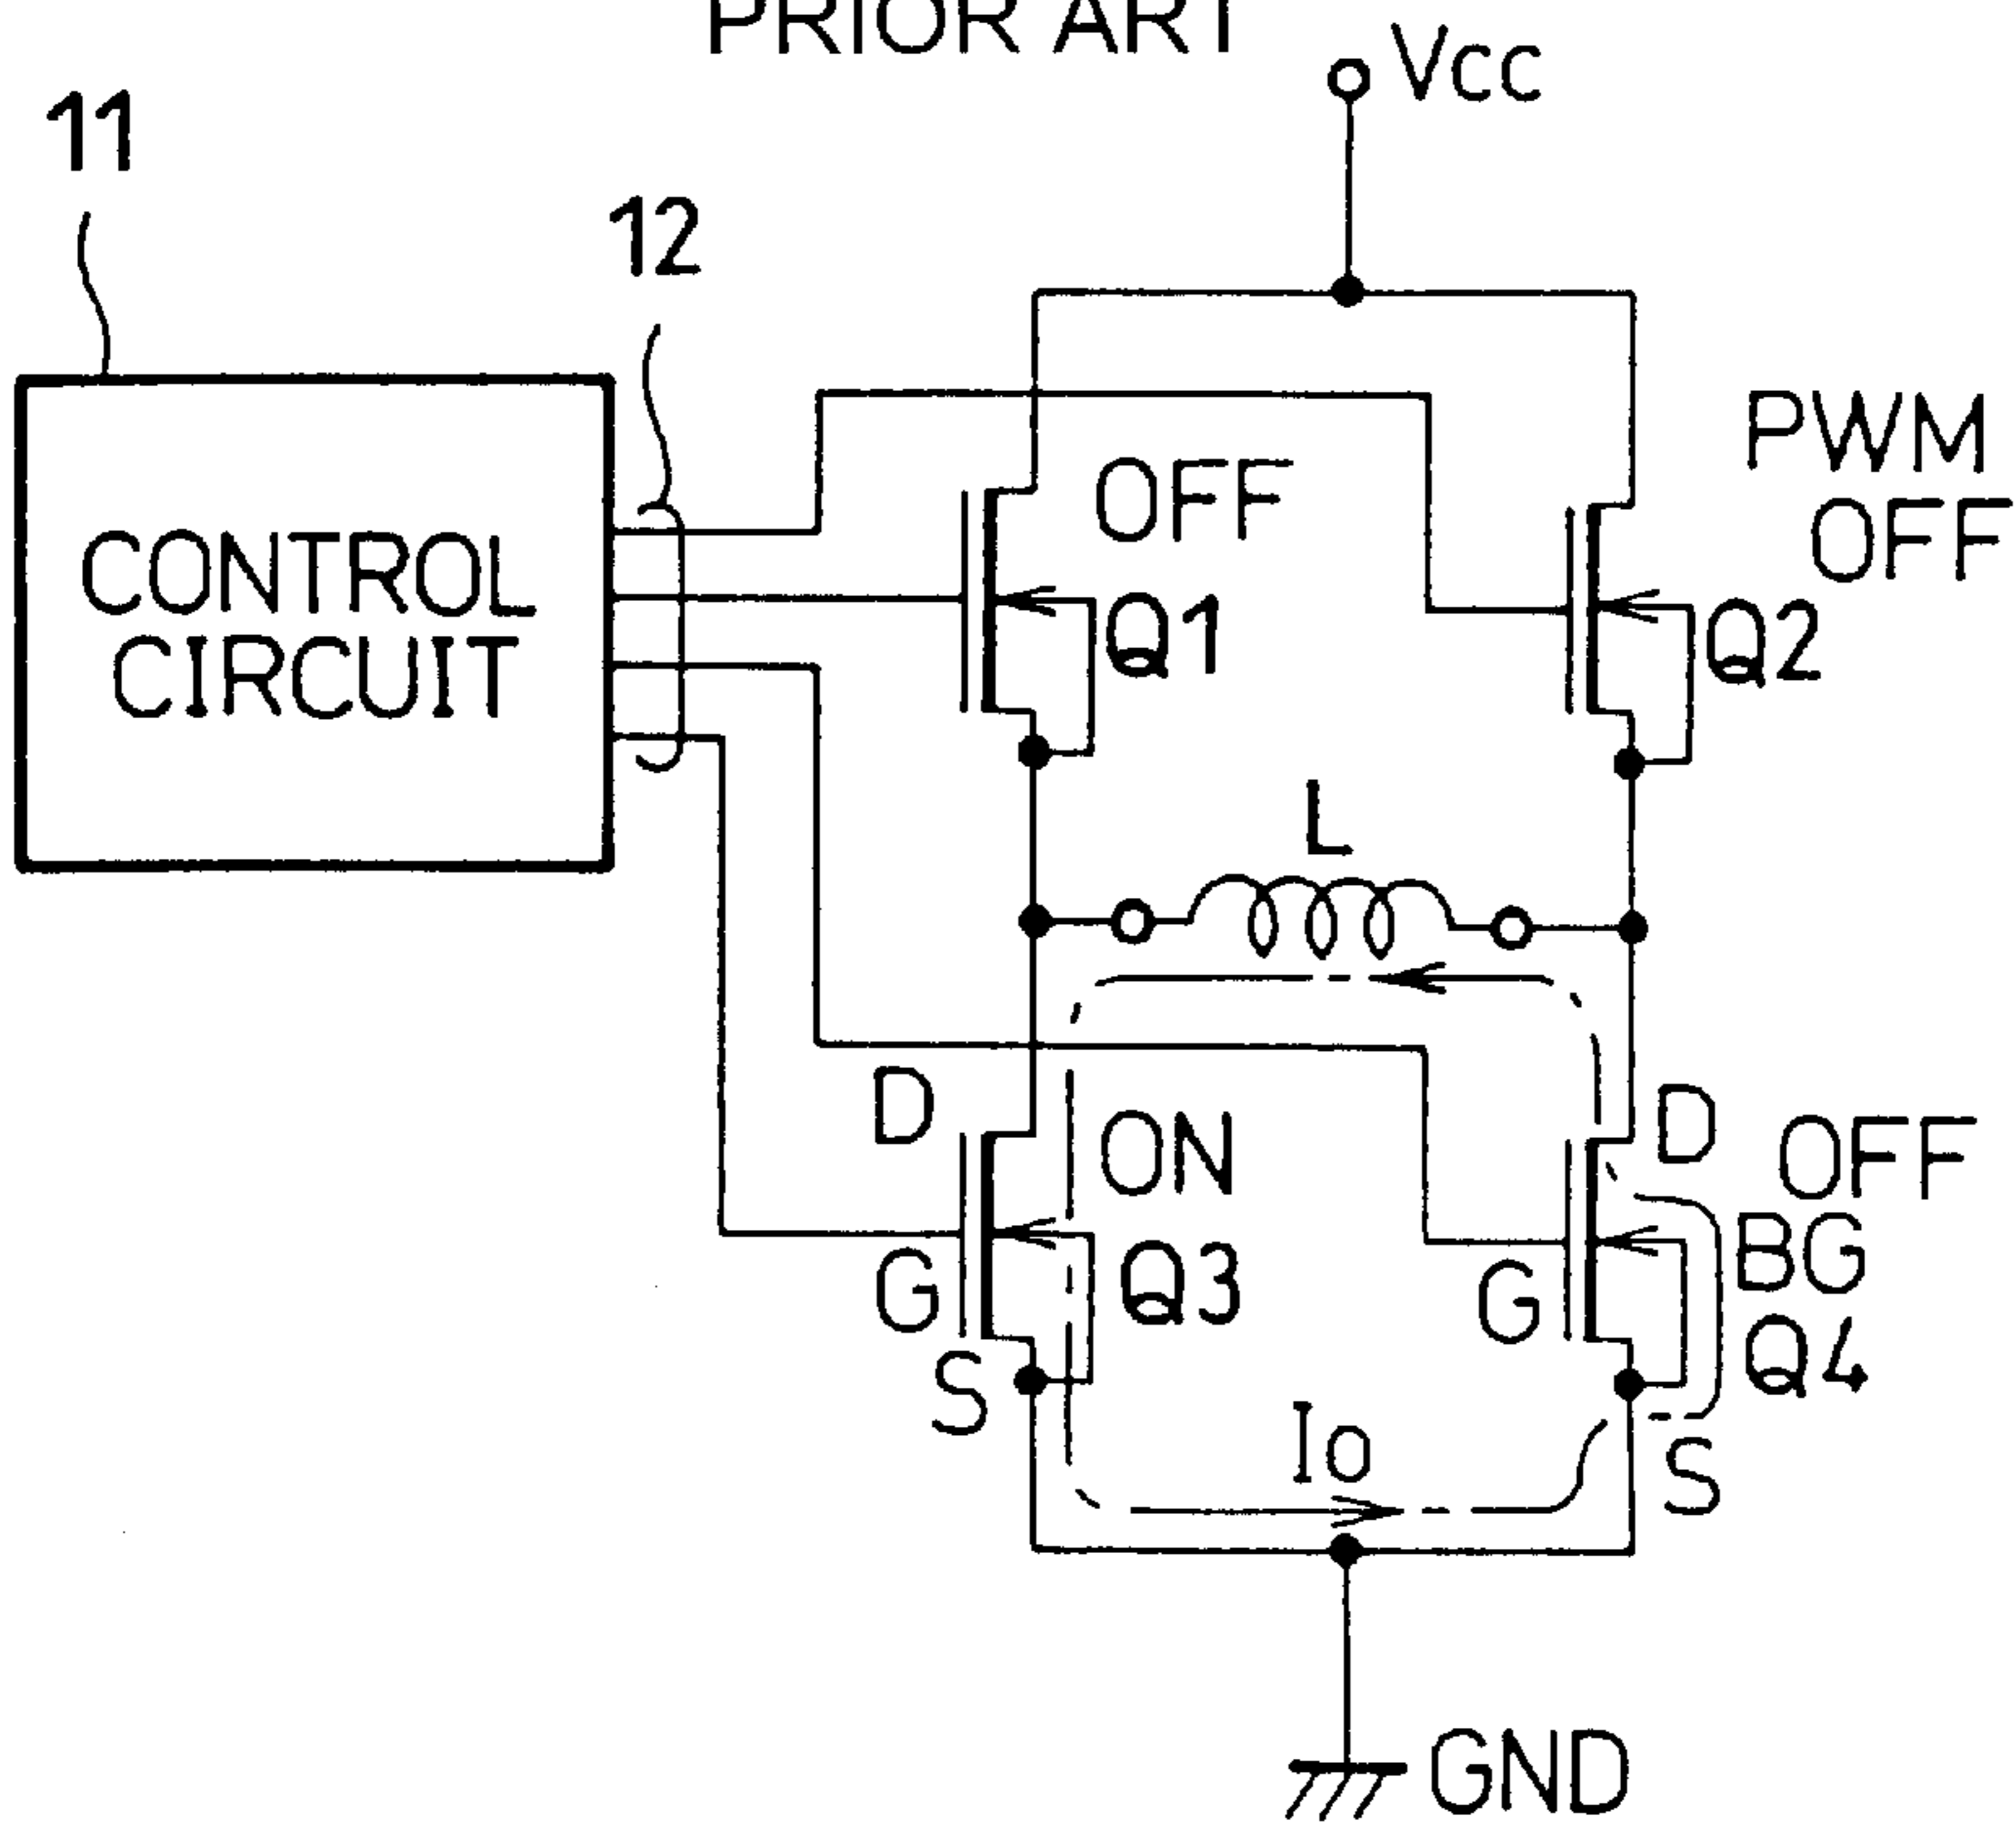 PRIOR ART
Vcc
11
12
CONTROL
CIRCUIT
OFF
Q1
PWM
OFF
Q2
L
D
ON
G
Q3
S
D
OFF
BG
G
Q4
S
Io
GND